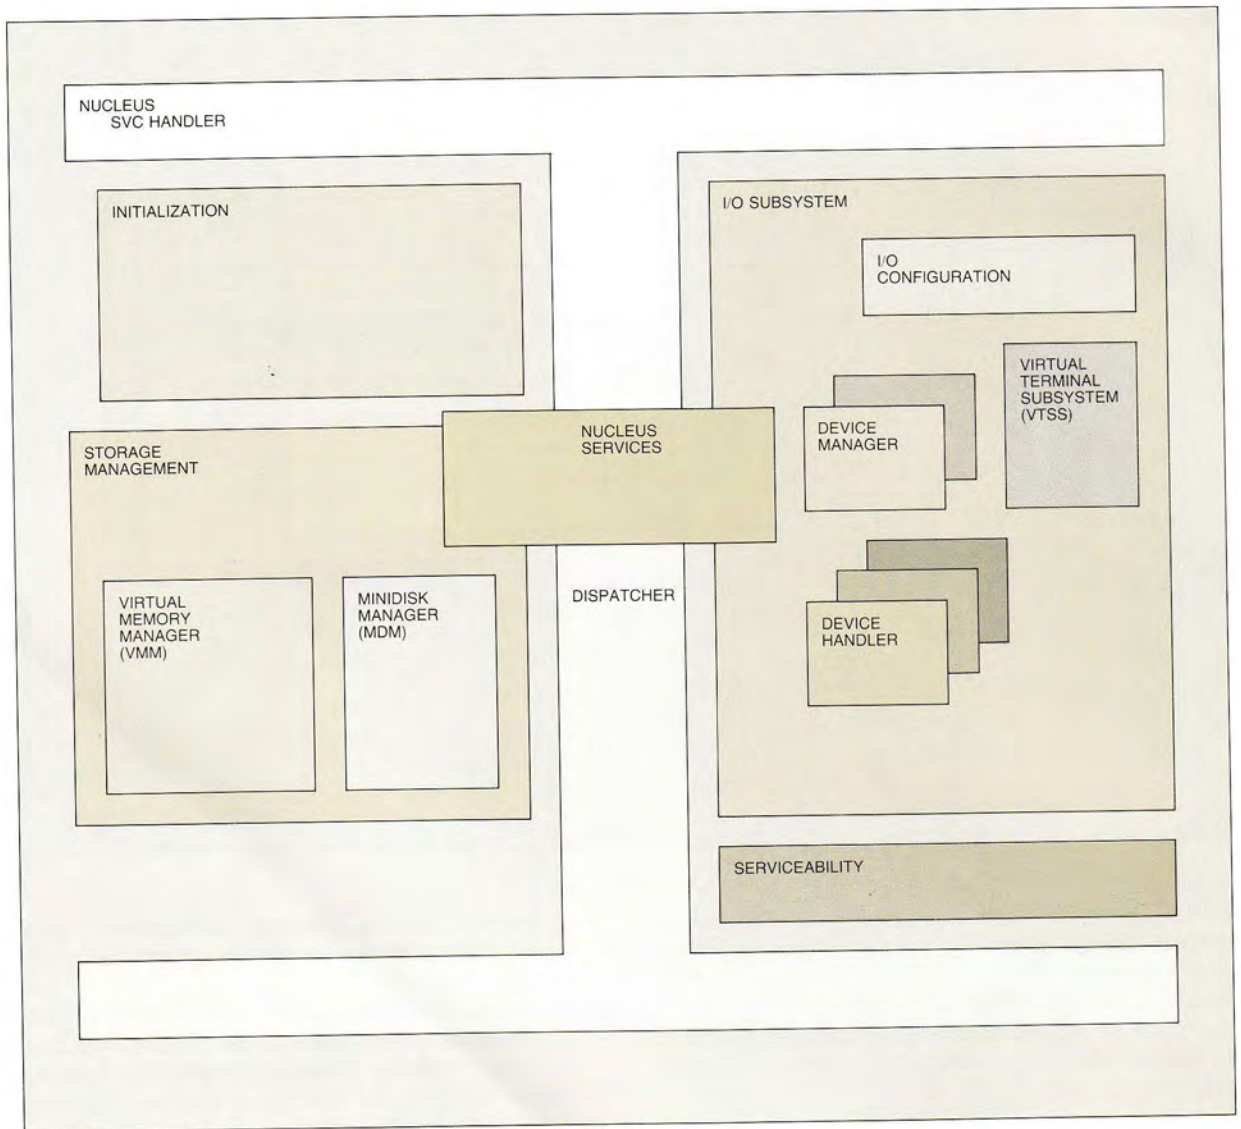 NUCLEUS
SVC HANDLER
INITIALIZATION
I/O SUBSYSTEM
I/O
CONFIGURATION
VIRTUAL
TERMINAL
SUBSYSTEM
(VTSS)
DEVICE
MANAGER
NUCLEUS
SERVICES
STORAGE
MANAGEMENT
VIRTUAL
MEMORY
MANAGER
(VMM)
MINIDISK
MANAGER
(MDM)
DISPATCHER
DEVICE
HANDLER
SERVICEABILITY